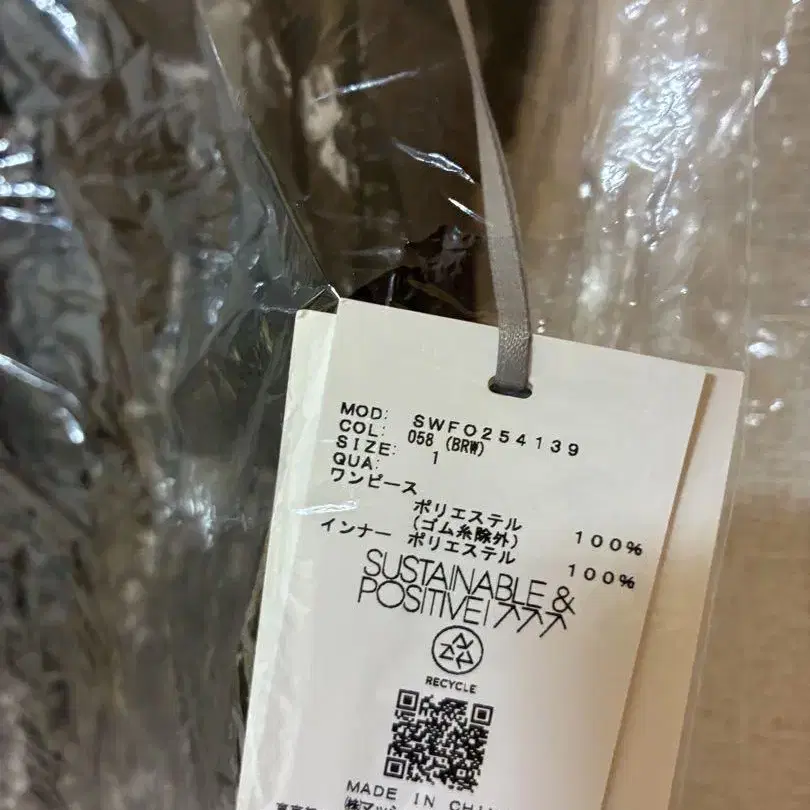 MOD: SWFO254139
COL: 058 (BRW)
SIZE: 1
QUA:
ワンピース
ポリエステル 100%
(ゴム糸除外)
インナー ポリエステル 100%
SUSTAINABLE &
POSITIVE!
RECYCLE
MADE IN